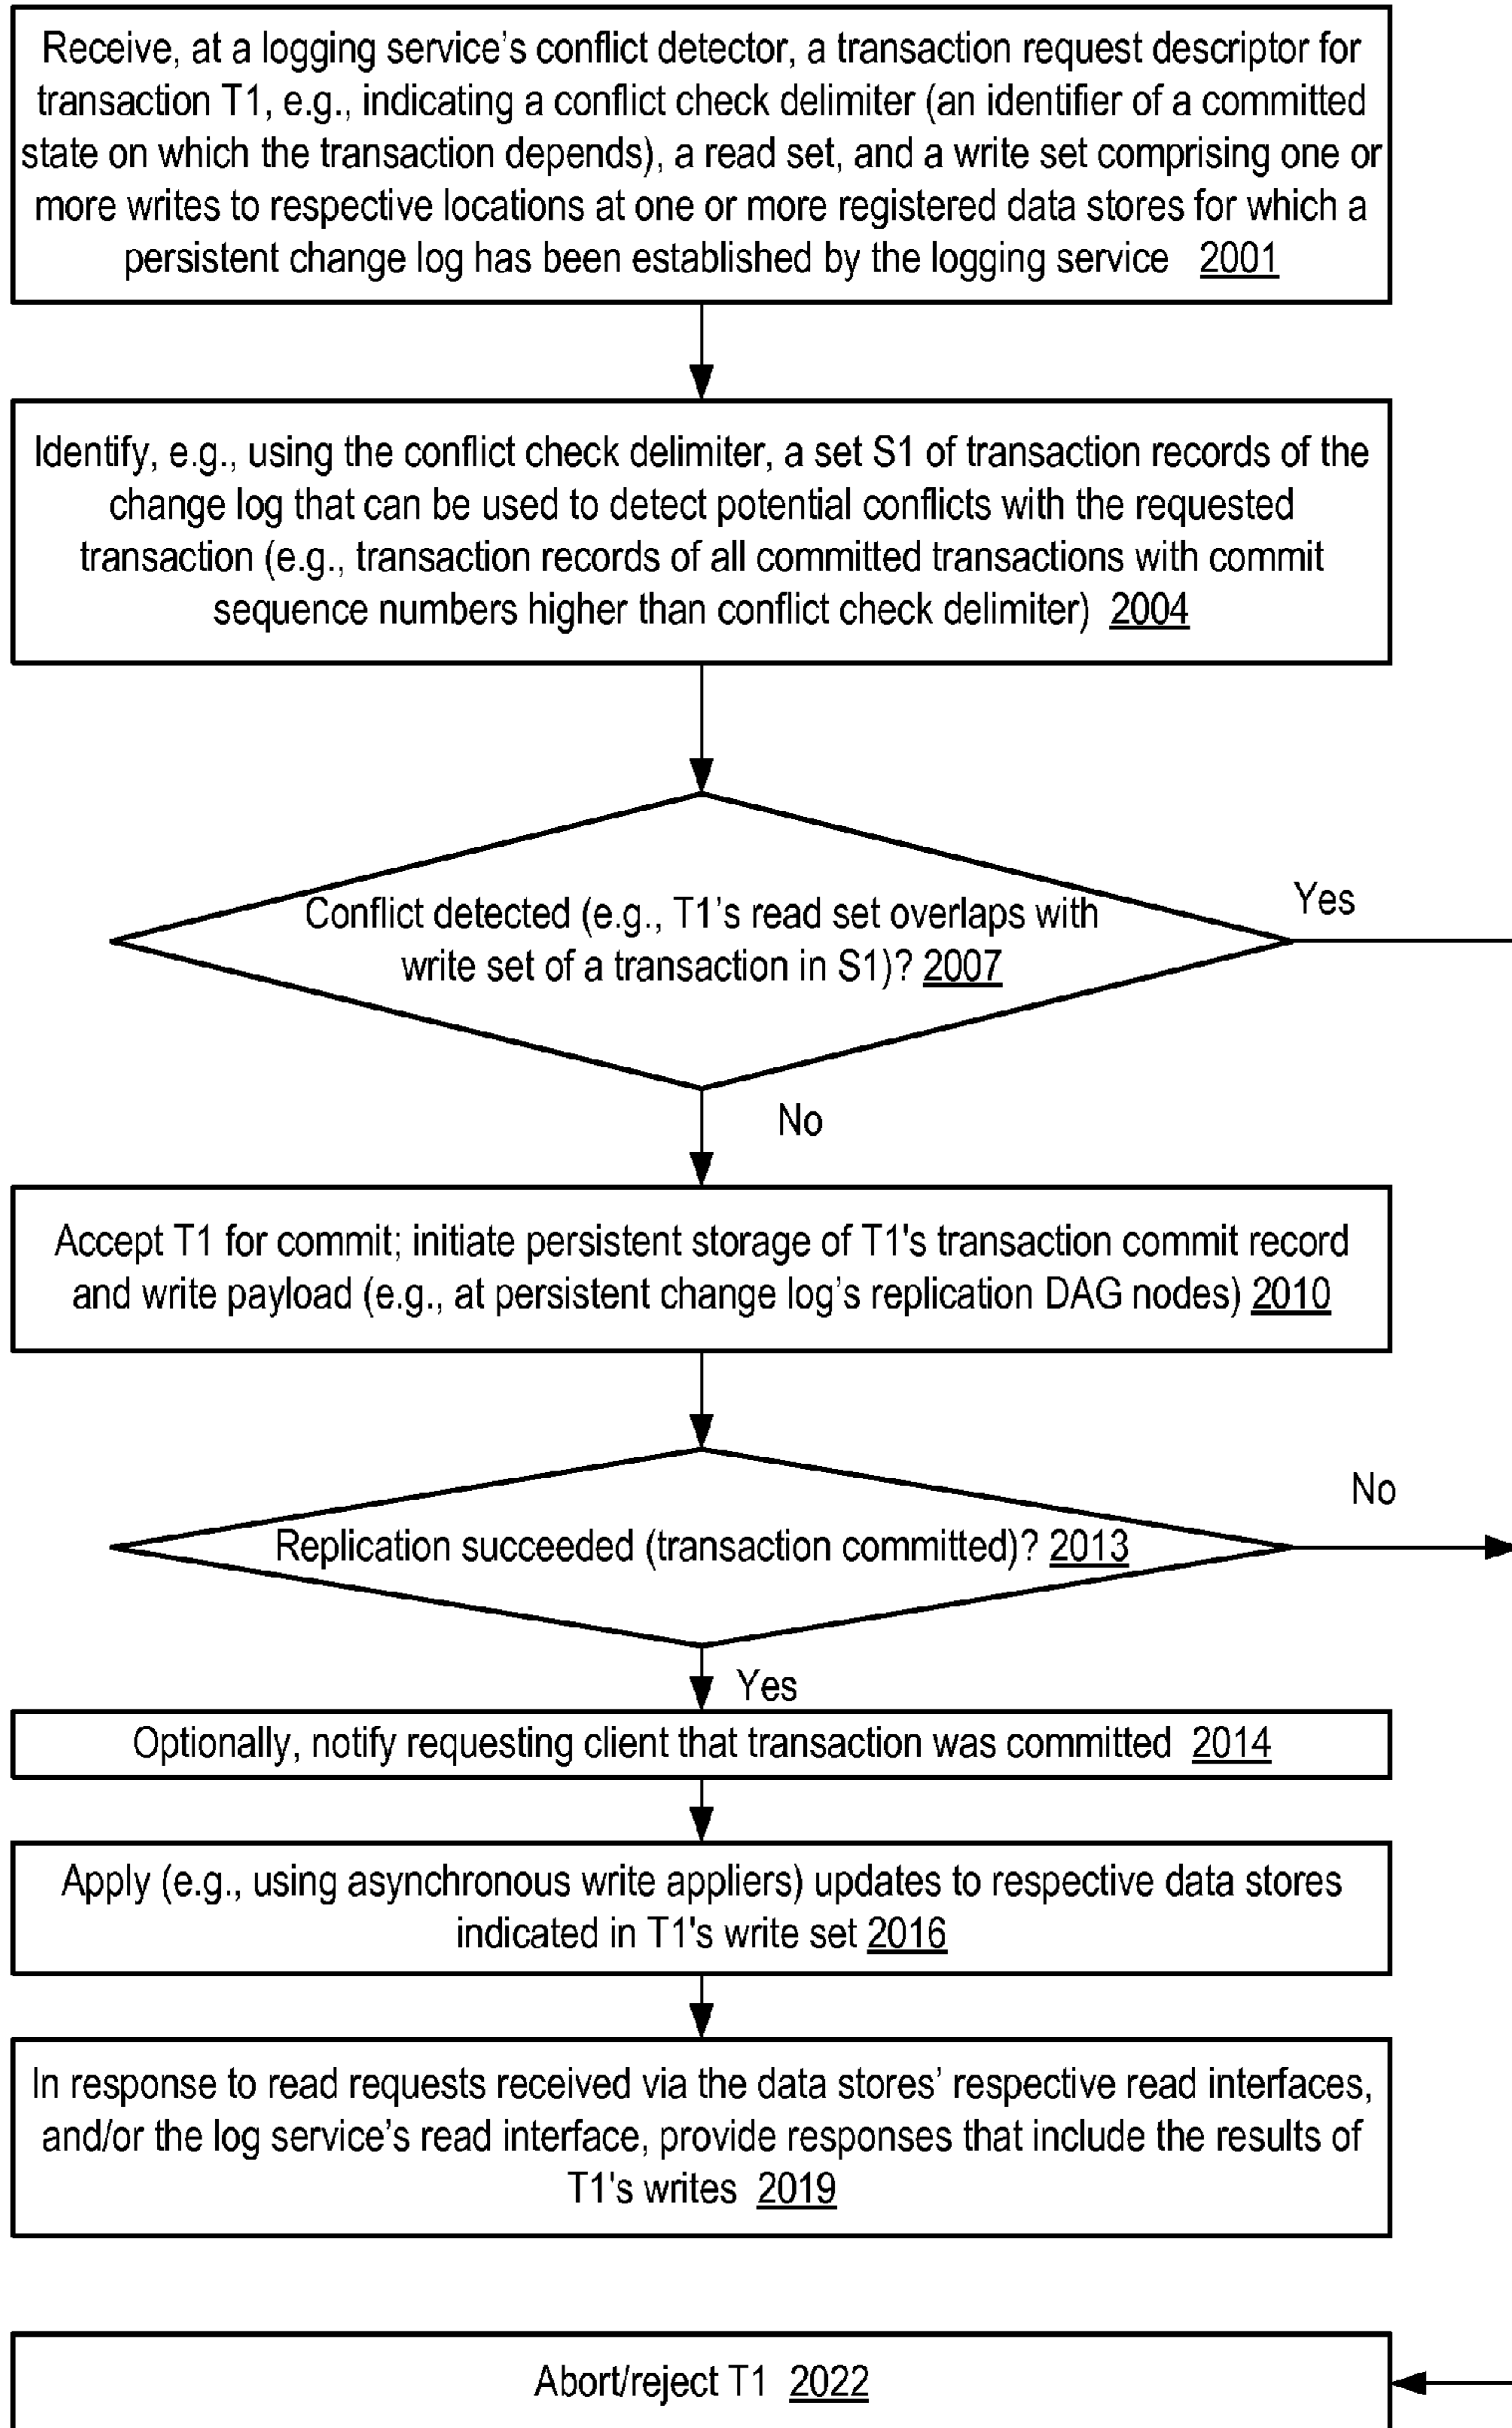 Receive, at a logging service's conflict detector, a transaction request descriptor for
transaction T1, e.g., indicating a conflict check delimiter (an identifier of a committed
state on which the transaction depends), a read set, and a write set comprising one or
more writes to respective locations at one or more registered data stores for which a
persistent change log has been established by the logging service 2001
Identify, e.g., using the conflict check delimiter, a set S1 of transaction records of the
change log that can be used to detect potential conflicts with the requested
transaction (e.g., transaction records of all committed transactions with commit
sequence numbers higher than conflict check delimiter) 2004
Conflict detected (e.g., T1's read set overlaps with
write set of a transaction in S1)? 2007
Yes
No
Accept T1 for commit; initiate persistent storage of T1's transaction commit record
and write payload (e.g., at persistent change log's replication DAG nodes) 2010
Replication succeeded (transaction committed)? 2013
No
Yes
Optionally, notify requesting client that transaction was committed 2014
Apply (e.g., using asynchronous write appliers) updates to respective data stores
indicated in T1's write set 2016
In response to read requests received via the data stores' respective read interfaces,
and/or the log service's read interface, provide responses that include the results of
T1's writes 2019
Abort/reject T1 2022